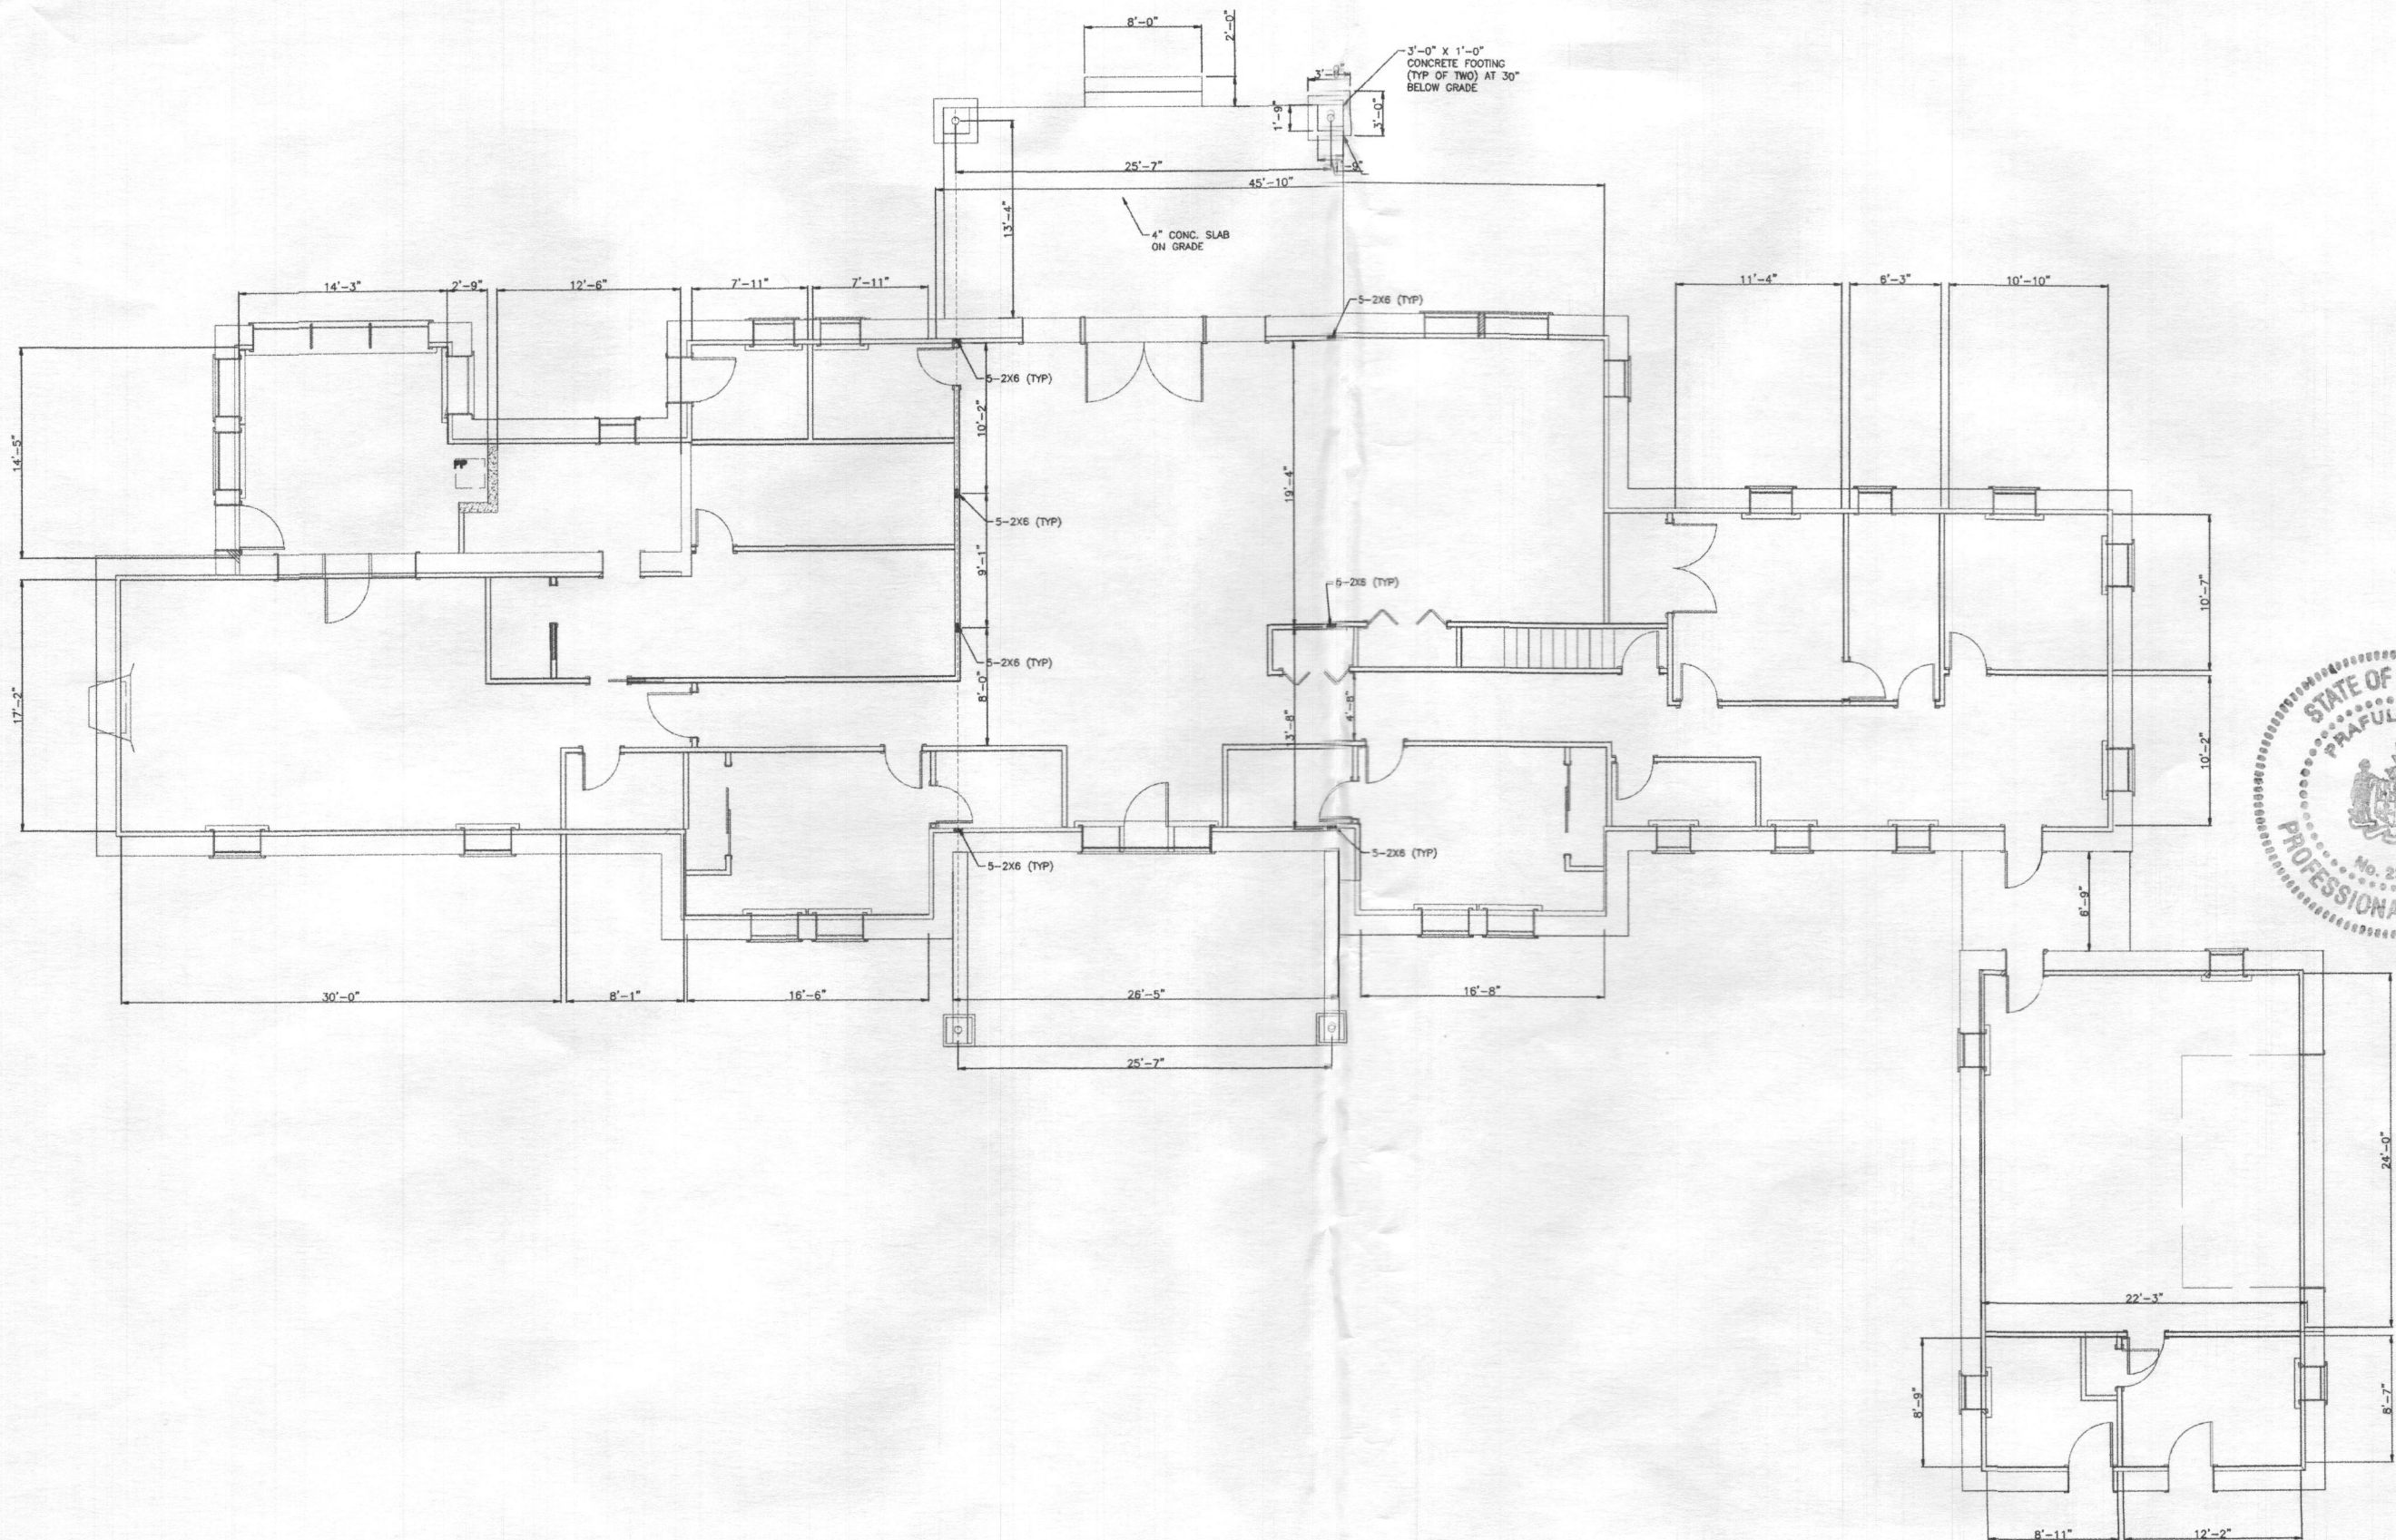 8'-0"
2'-0"
3'-0" X 1'-0"
CONCRETE FOOTING
(TYP OF TWO) AT 30"
BELOW GRADE
1'-9"
3'-0"
25'-7"
45'-10"
13'-4"
4" CONC. SLAB
ON GRADE
14'-3"
2'-9"
12'-6"
7'-11"
7'-11"
5-2X6 (TYP)
11'-4"
6'-3"
10'-10"
14'-5"
5-2X6 (TYP)
10'-2"
FP
19'-4"
5-2X6 (TYP)
9'-1"
5-2X6 (TYP)
10'-7"
5-2X6 (TYP)
17'-2"
8'-0"
13'-8"
4'-8"
10'-2"
STATE OF
PRAFUL
No. 2
PROFESSIONA
5-2X6 (TYP)
5-2X6 (TYP)
6'-9"
30'-0"
8'-1"
16'-6"
26'-5"
16'-8"
25'-7"
24'-0"
22'-3"
8'-9"
8'-7"
8'-11"
12'-2"